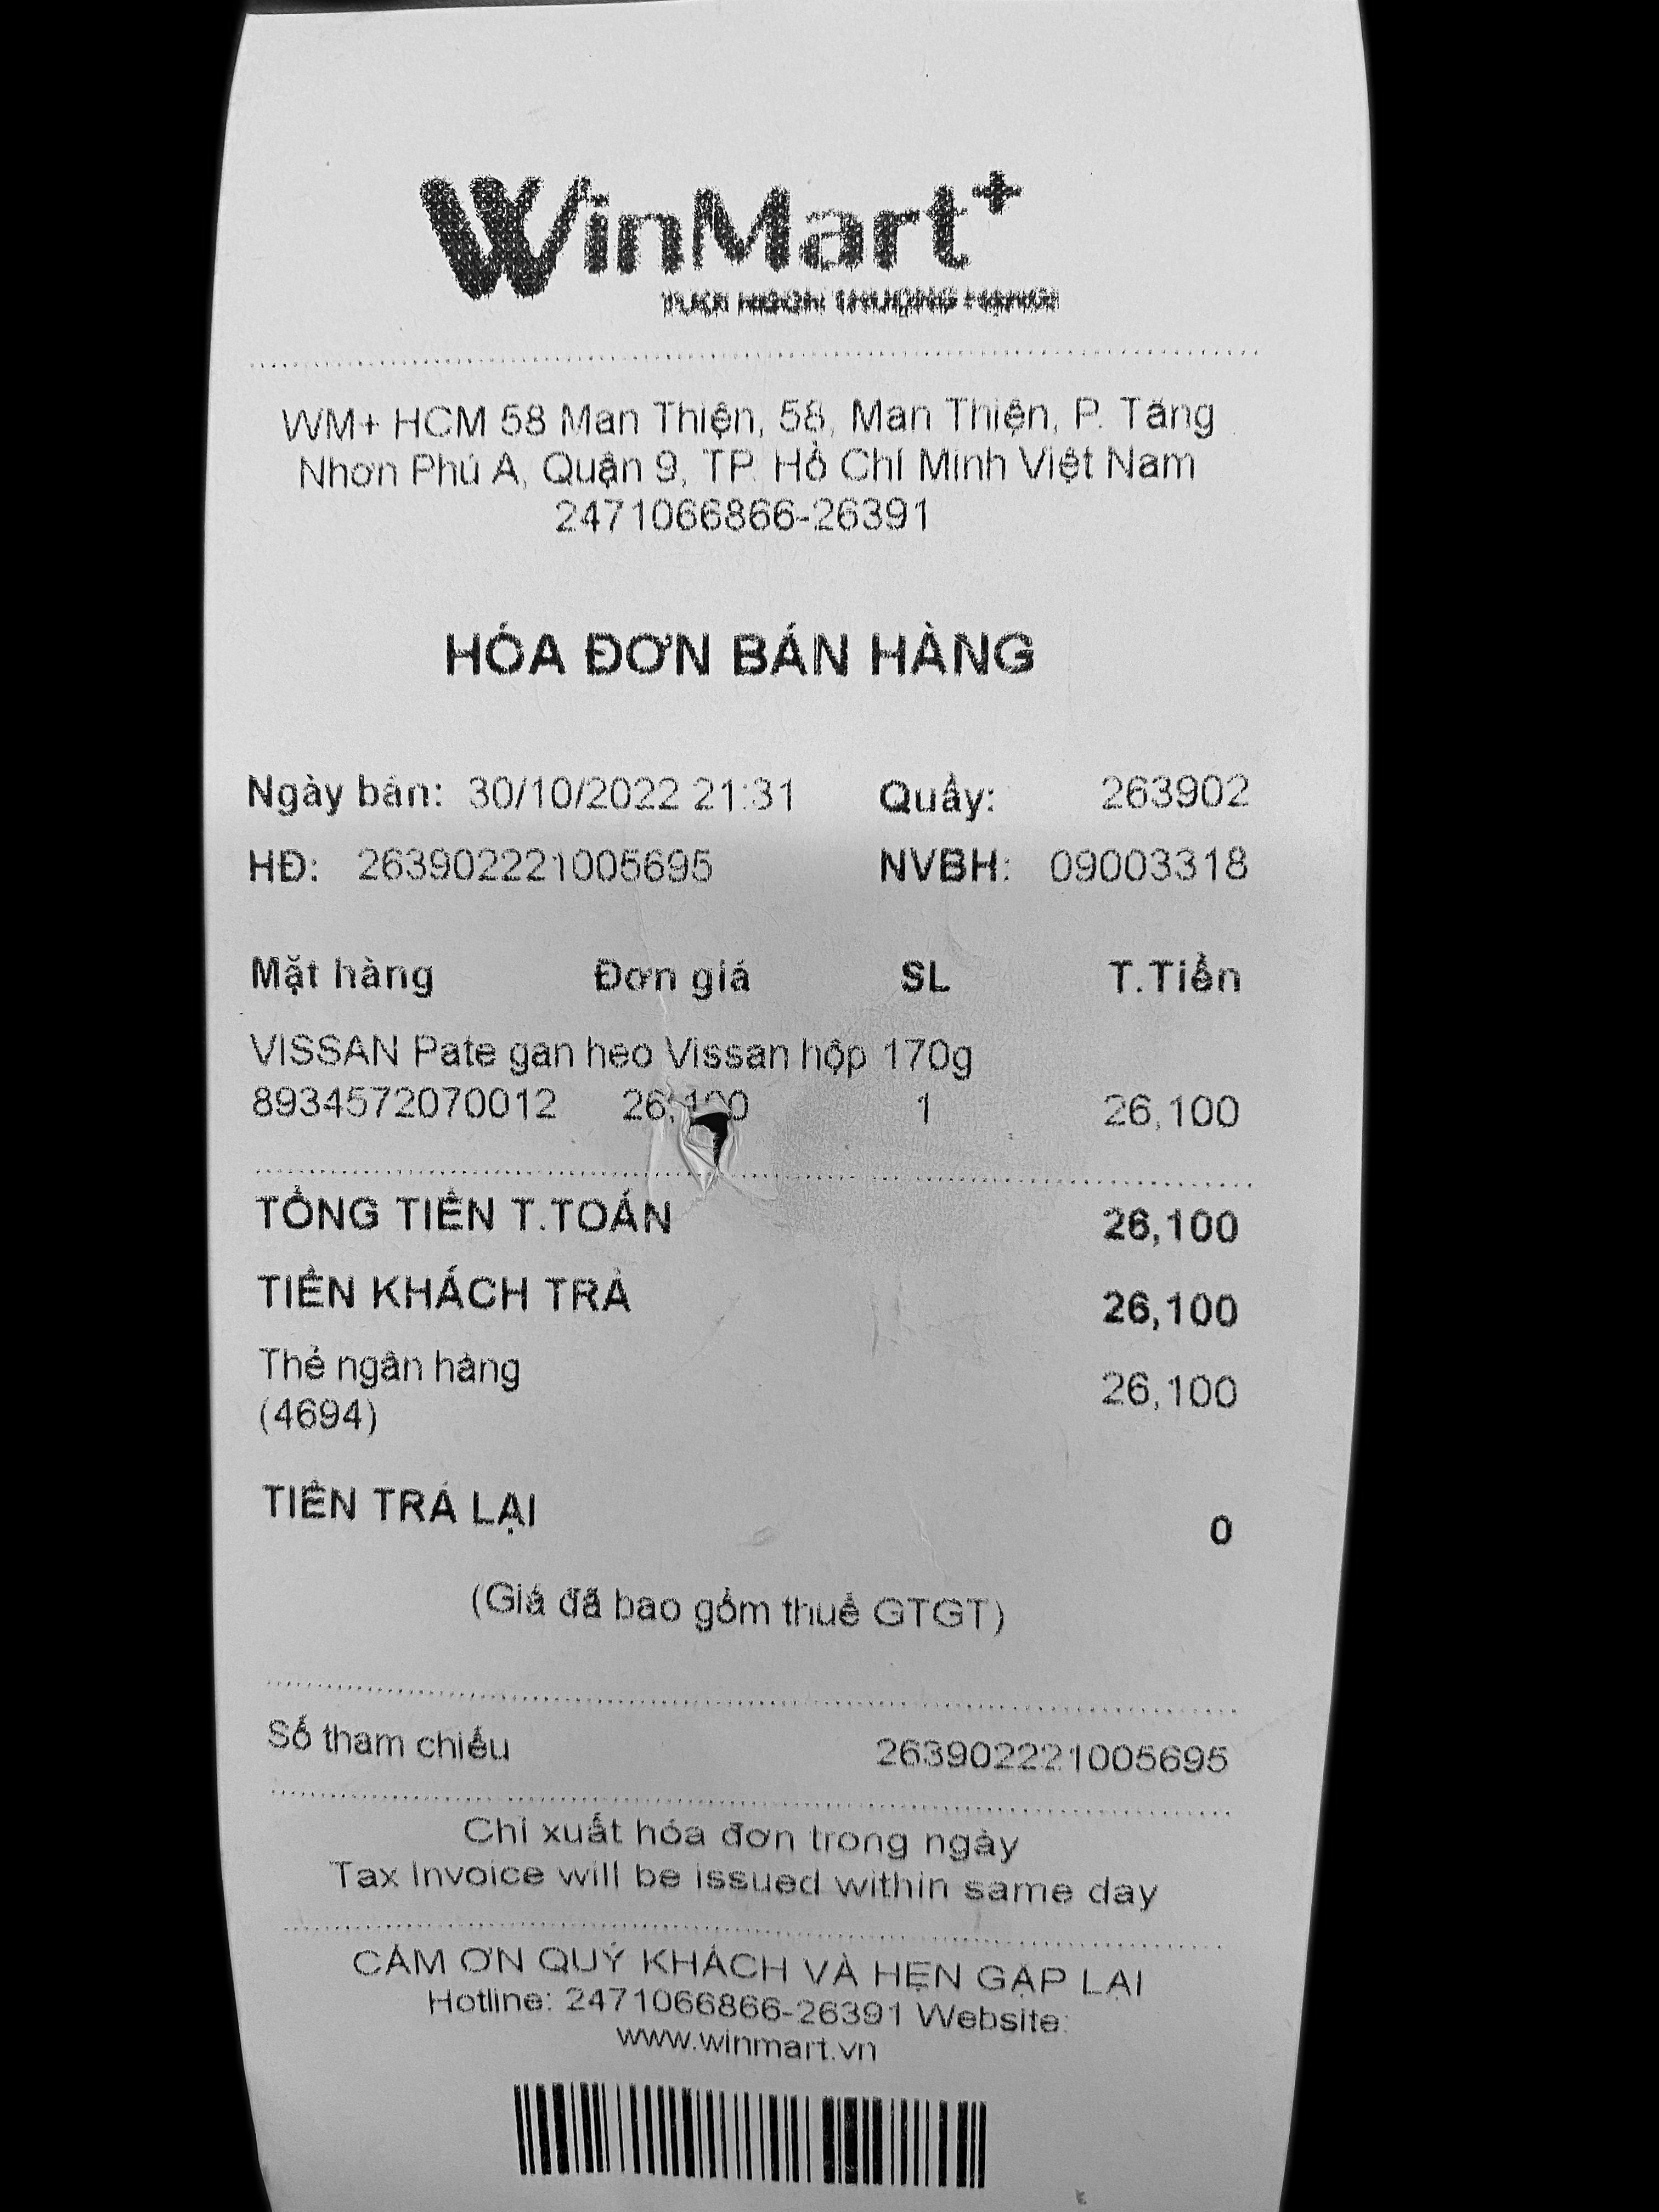 WinMart+
TƯƠI NGON THƯỢNG HẠNG
WM+ HCM 58 Man Thiện, 58, Man Thiện, P. Tăng
Nhơn Phú A, Quận 9, TP. Hồ Chí Minh Việt Nam
2471066866-26391
HÓA ĐƠN BÁN HÀNG
Ngày bán: 30/10/2022 21:31 Quầy: 263902
HĐ: 263902221005695 NVBH: 09003318
Mặt hàng Đơn giá SL T.Tiền
VISSAN Pate gan heo Vissan hộp 170g
8934572070012 26,100 1 26,100
TỔNG TIỀN T.TOÁN 26,100
TIỀN KHÁCH TRẢ 26,100
Thẻ ngân hàng 26,100
(4694)
TIỀN TRẢ LẠI 0
(Giá đã bao gồm thuế GTGT)
Số tham chiếu 263902221005695
Chỉ xuất hóa đơn trong ngày
Tax Invoice will be issued within same day
CẢM ƠN QUÝ KHÁCH VÀ HẸN GẶP LẠI
Hotline: 2471066866-26391 Website:
www.winmart.vn